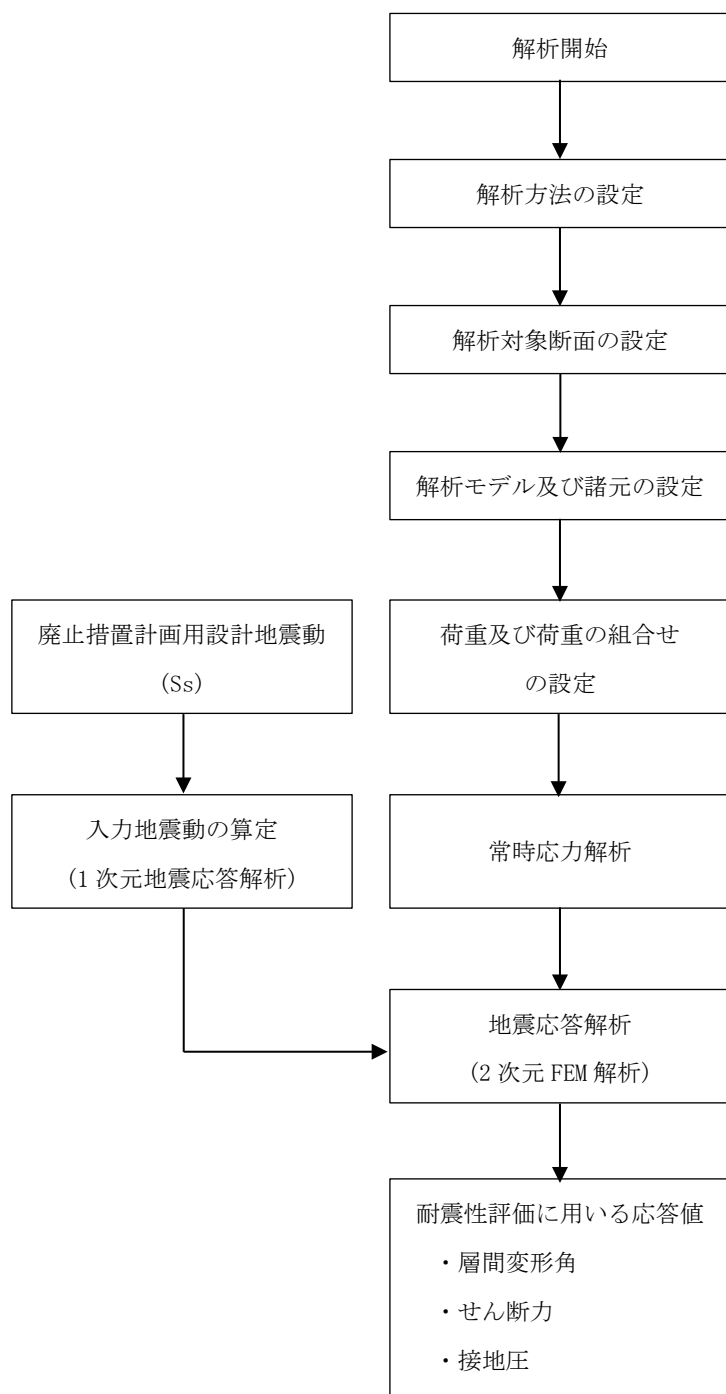 解析開始
解析方法の設定
解析対象断面の設定
解析モデル及び諸元の設定
廃止措置計画用設計地震動
(Ss)
荷重及び荷重の組合せ
の設定
入力地震動の算定
(1 次元地震応答解析)
常時応力解析
地震応答解析
(2 次元 FEM 解析)
耐震性評価に用いる応答値
・層間変形角
・せん断力
・接地圧